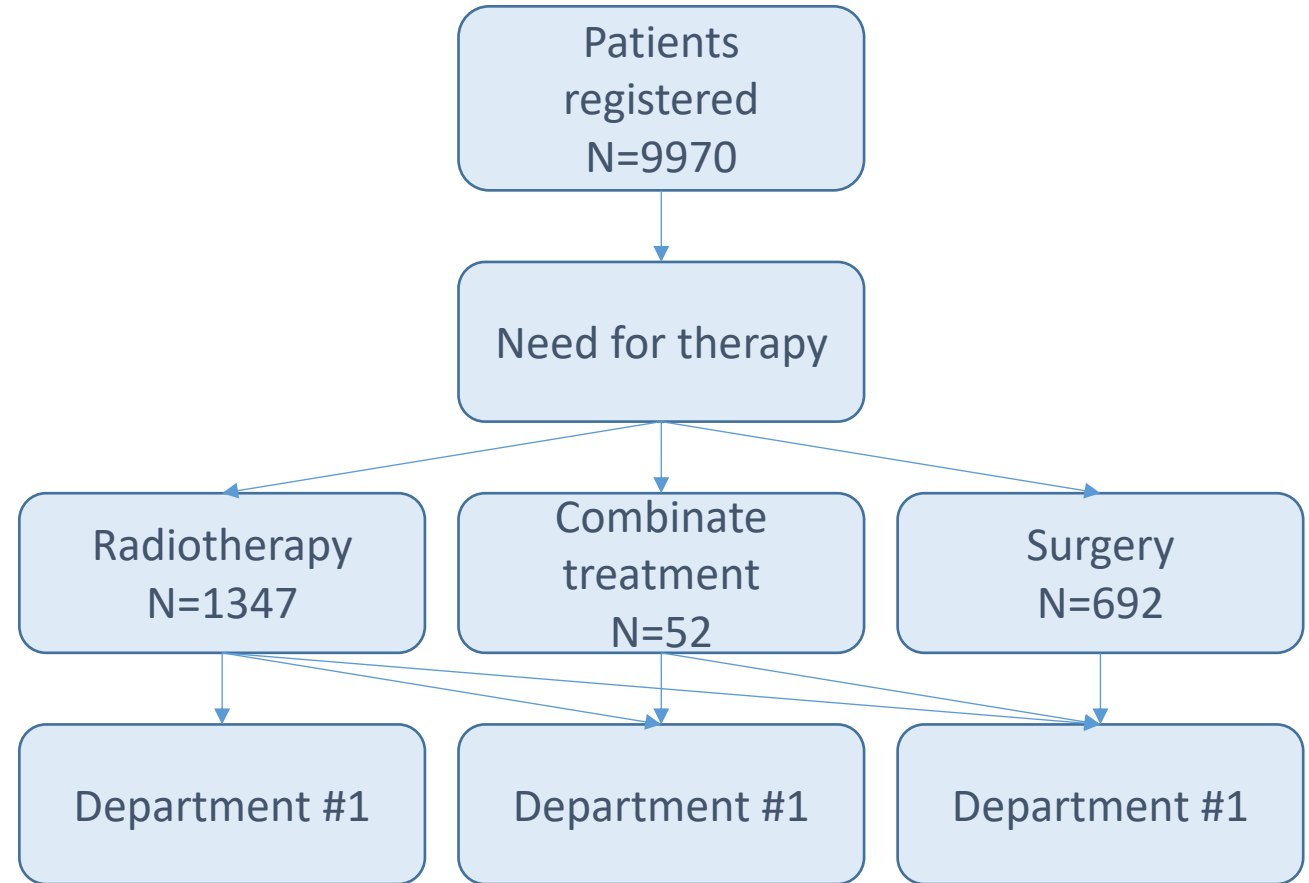 Patients
registered
N=9970
Need for therapy
Radiotherapy
N=1347
Combinate
treatment
N=52
Surgery
N=692
Department #1
Department #1
Department #1